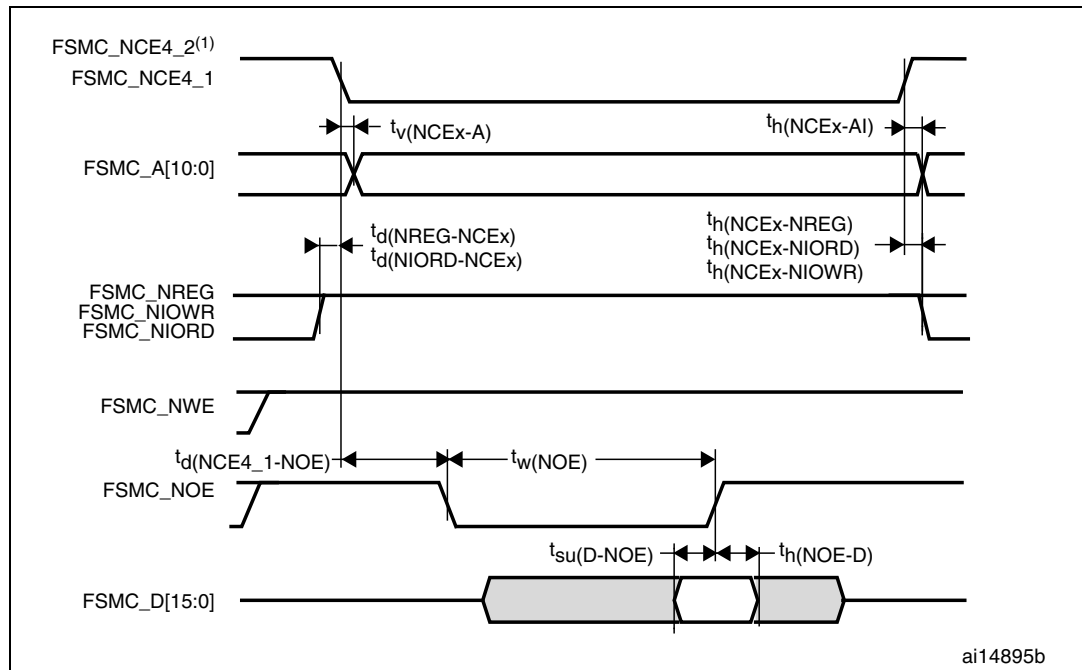 FSMC_NCE4_2(1)
FSMC_NCE4_1
tv(NCEx-A)
th(NCEx-AI)
FSMC_A[10:0]
td(NREG-NCEx)
td(NIORD-NCEx)
th(NCEx-NREG)
th(NCEx-NIORD)
th(NCEx-NIOWR)
FSMC_NREG
FSMC_NIOWR
FSMC_NIORD
FSMC_NWE
td(NCE4_1-NOE)
tw(NOE)
FSMC_NOE
tsu(D-NOE)
th(NOE-D)
FSMC_D[15:0]
ai14895b